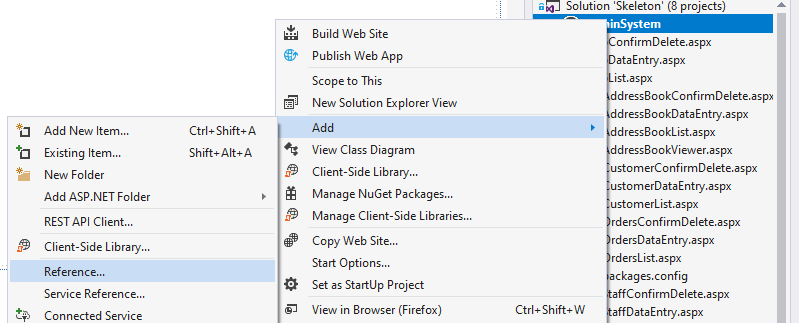 Solution 'Skeleton' (8 projects)
inSystem
Build Web Site
Publish Web App
Scope to This
New Solution Explorer View
Add
View Class Diagram
Client-Side Library...
Manage NuGet Packages...
Manage Client-Side Libraries...
Copy Web Site...
Start Options...
Set as StartUp Project
View in Browser (Firefox) Ctrl+Shift+W
Add New Item... Ctrl+Shift+A
Existing Item... Shift+Alt+A
New Folder
Add ASP.NET Folder
REST API Client...
Client-Side Library...
Reference...
Service Reference...
Connected Service
ConfirmDelete.aspx
DataEntry.aspx
List.aspx
AddressBookConfirmDelete.aspx
AddressBookDataEntry.aspx
AddressBookList.aspx
AddressBookViewer.aspx
CustomerConfirmDelete.aspx
CustomerDataEntry.aspx
CustomerList.aspx
OrdersConfirmDelete.aspx
OrdersDataEntry.aspx
OrdersList.aspx
packages.config
StaffConfirmDelete.aspx
StaffDataEntry.aspx